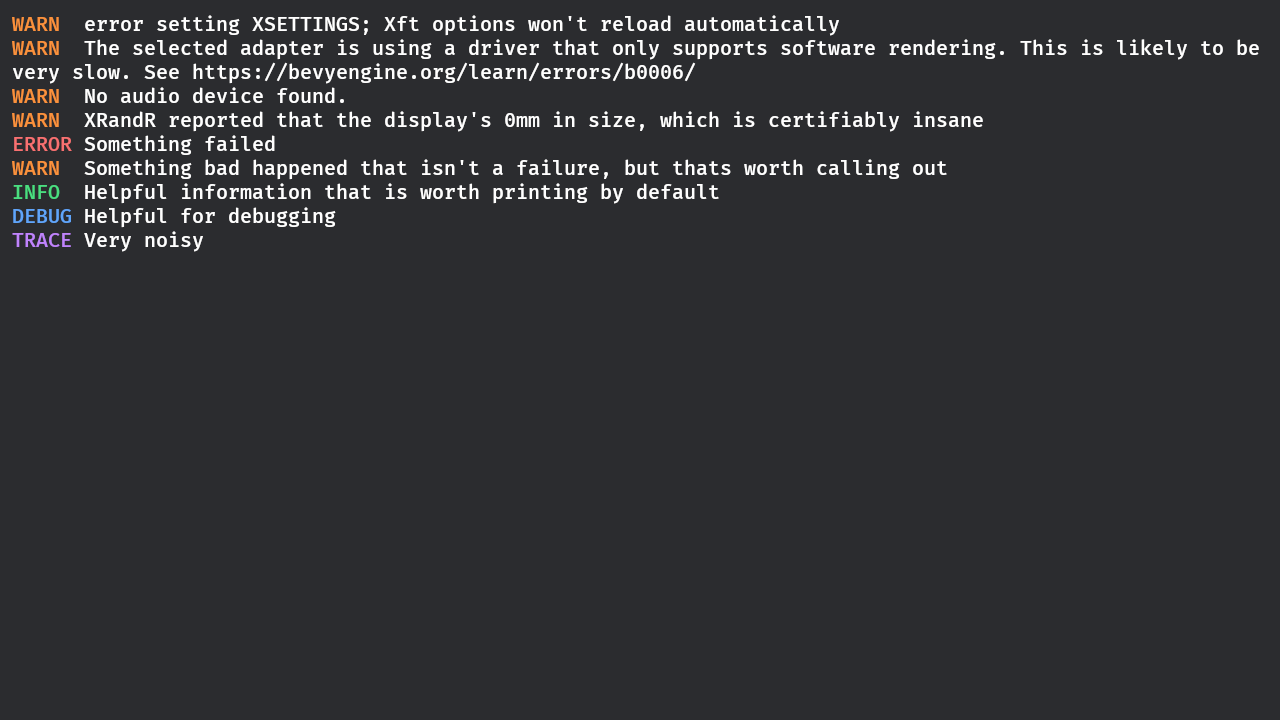 WARN  error setting XSETTINGS; Xft options won't reload automatically
WARN  The selected adapter is using a driver that only supports software rendering. This is likely to be
very slow. See https://bevyengine.org/learn/errors/b0006/
WARN  No audio device found.
WARN  XRandR reported that the display's 0mm in size, which is certifiably insane
ERROR Something failed
WARN  Something bad happened that isn't a failure, but thats worth calling out
INFO  Helpful information that is worth printing by default
DEBUG Helpful for debugging
TRACE Very noisy